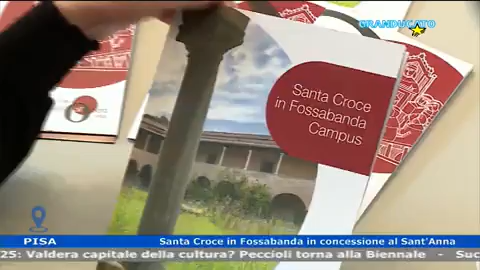 GRANDUCATO
Santa Croce
in Fossabanda
Campus
PISA
Santa Croce in Fossabanda in concessione al Sant'Anna
25: Valdera capitale della cultura? Peccioli torna alla Biennale - Successo